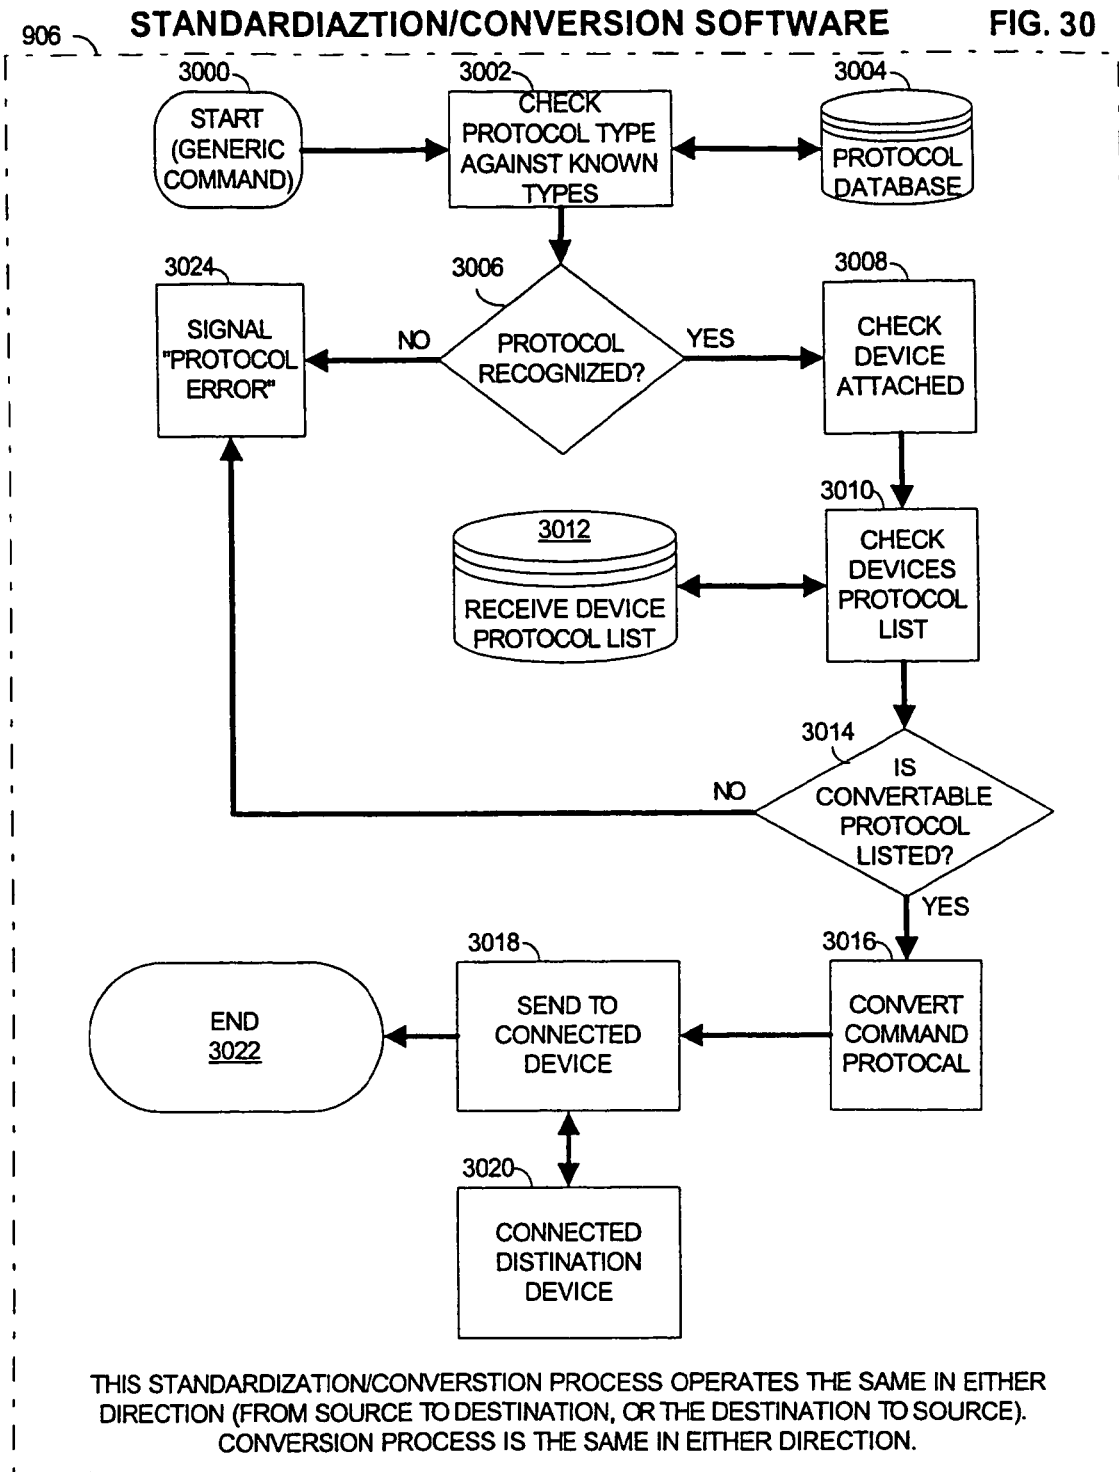 STANDARDIAZTION/CONVERSION SOFTWARE
FIG. 30
906
3000
START
(GENERIC
COMMAND)
3002
CHECK
PROTOCOL TYPE
AGAINST KNOWN
TYPES
3004
PROTOCOL
DATABASE
3024
SIGNAL
"PROTOCOL
ERROR"
NO
3006
PROTOCOL
RECOGNIZED?
YES
3008
CHECK
DEVICE
ATTACHED
3010
CHECK
DEVICES
PROTOCOL
LIST
3012
RECEIVE DEVICE
PROTOCOL LIST
3014
IS
CONVERTABLE
PROTOCOL
LISTED?
NO
YES
3016
CONVERT
COMMAND
PROTOCAL
3018
SEND TO
CONNECTED
DEVICE
END
3022
3020
CONNECTED
DISTINATION
DEVICE
THIS STANDARDIZATION/CONVERSTION PROCESS OPERATES THE SAME IN EITHER
DIRECTION (FROM SOURCE TO DESTINATION, OR THE DESTINATION TO SOURCE).
CONVERSION PROCESS IS THE SAME IN EITHER DIRECTION.